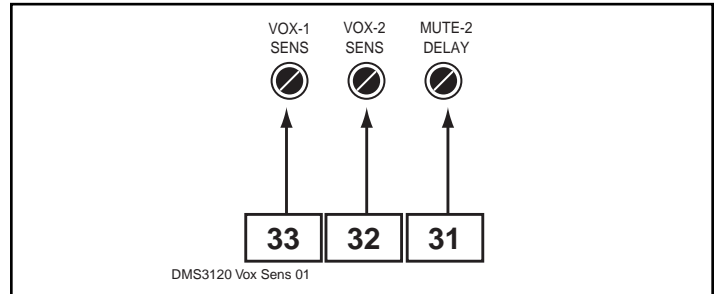 VOX-1 VOX-2 MUTE-2
SENS SENS DELAY
33 32 31
DMS3120 Vox Sens 01